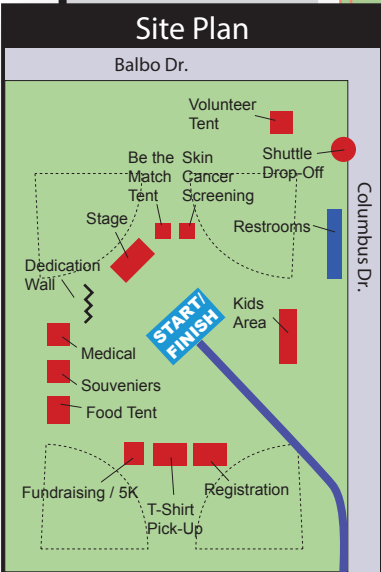 Site Plan
Balbo Dr.
Volunteer
Tent
Shuttle
Drop-Off
Be the
Match
Tent
Skin
Cancer
Screening
Columbus Dr.
Stage
Restrooms
Dedication
Wall
START/
FINISH
Kids
Area
Medical
Souveniers
Food Tent
Fundraising / 5K
T-Shirt
Pick-Up
Registration